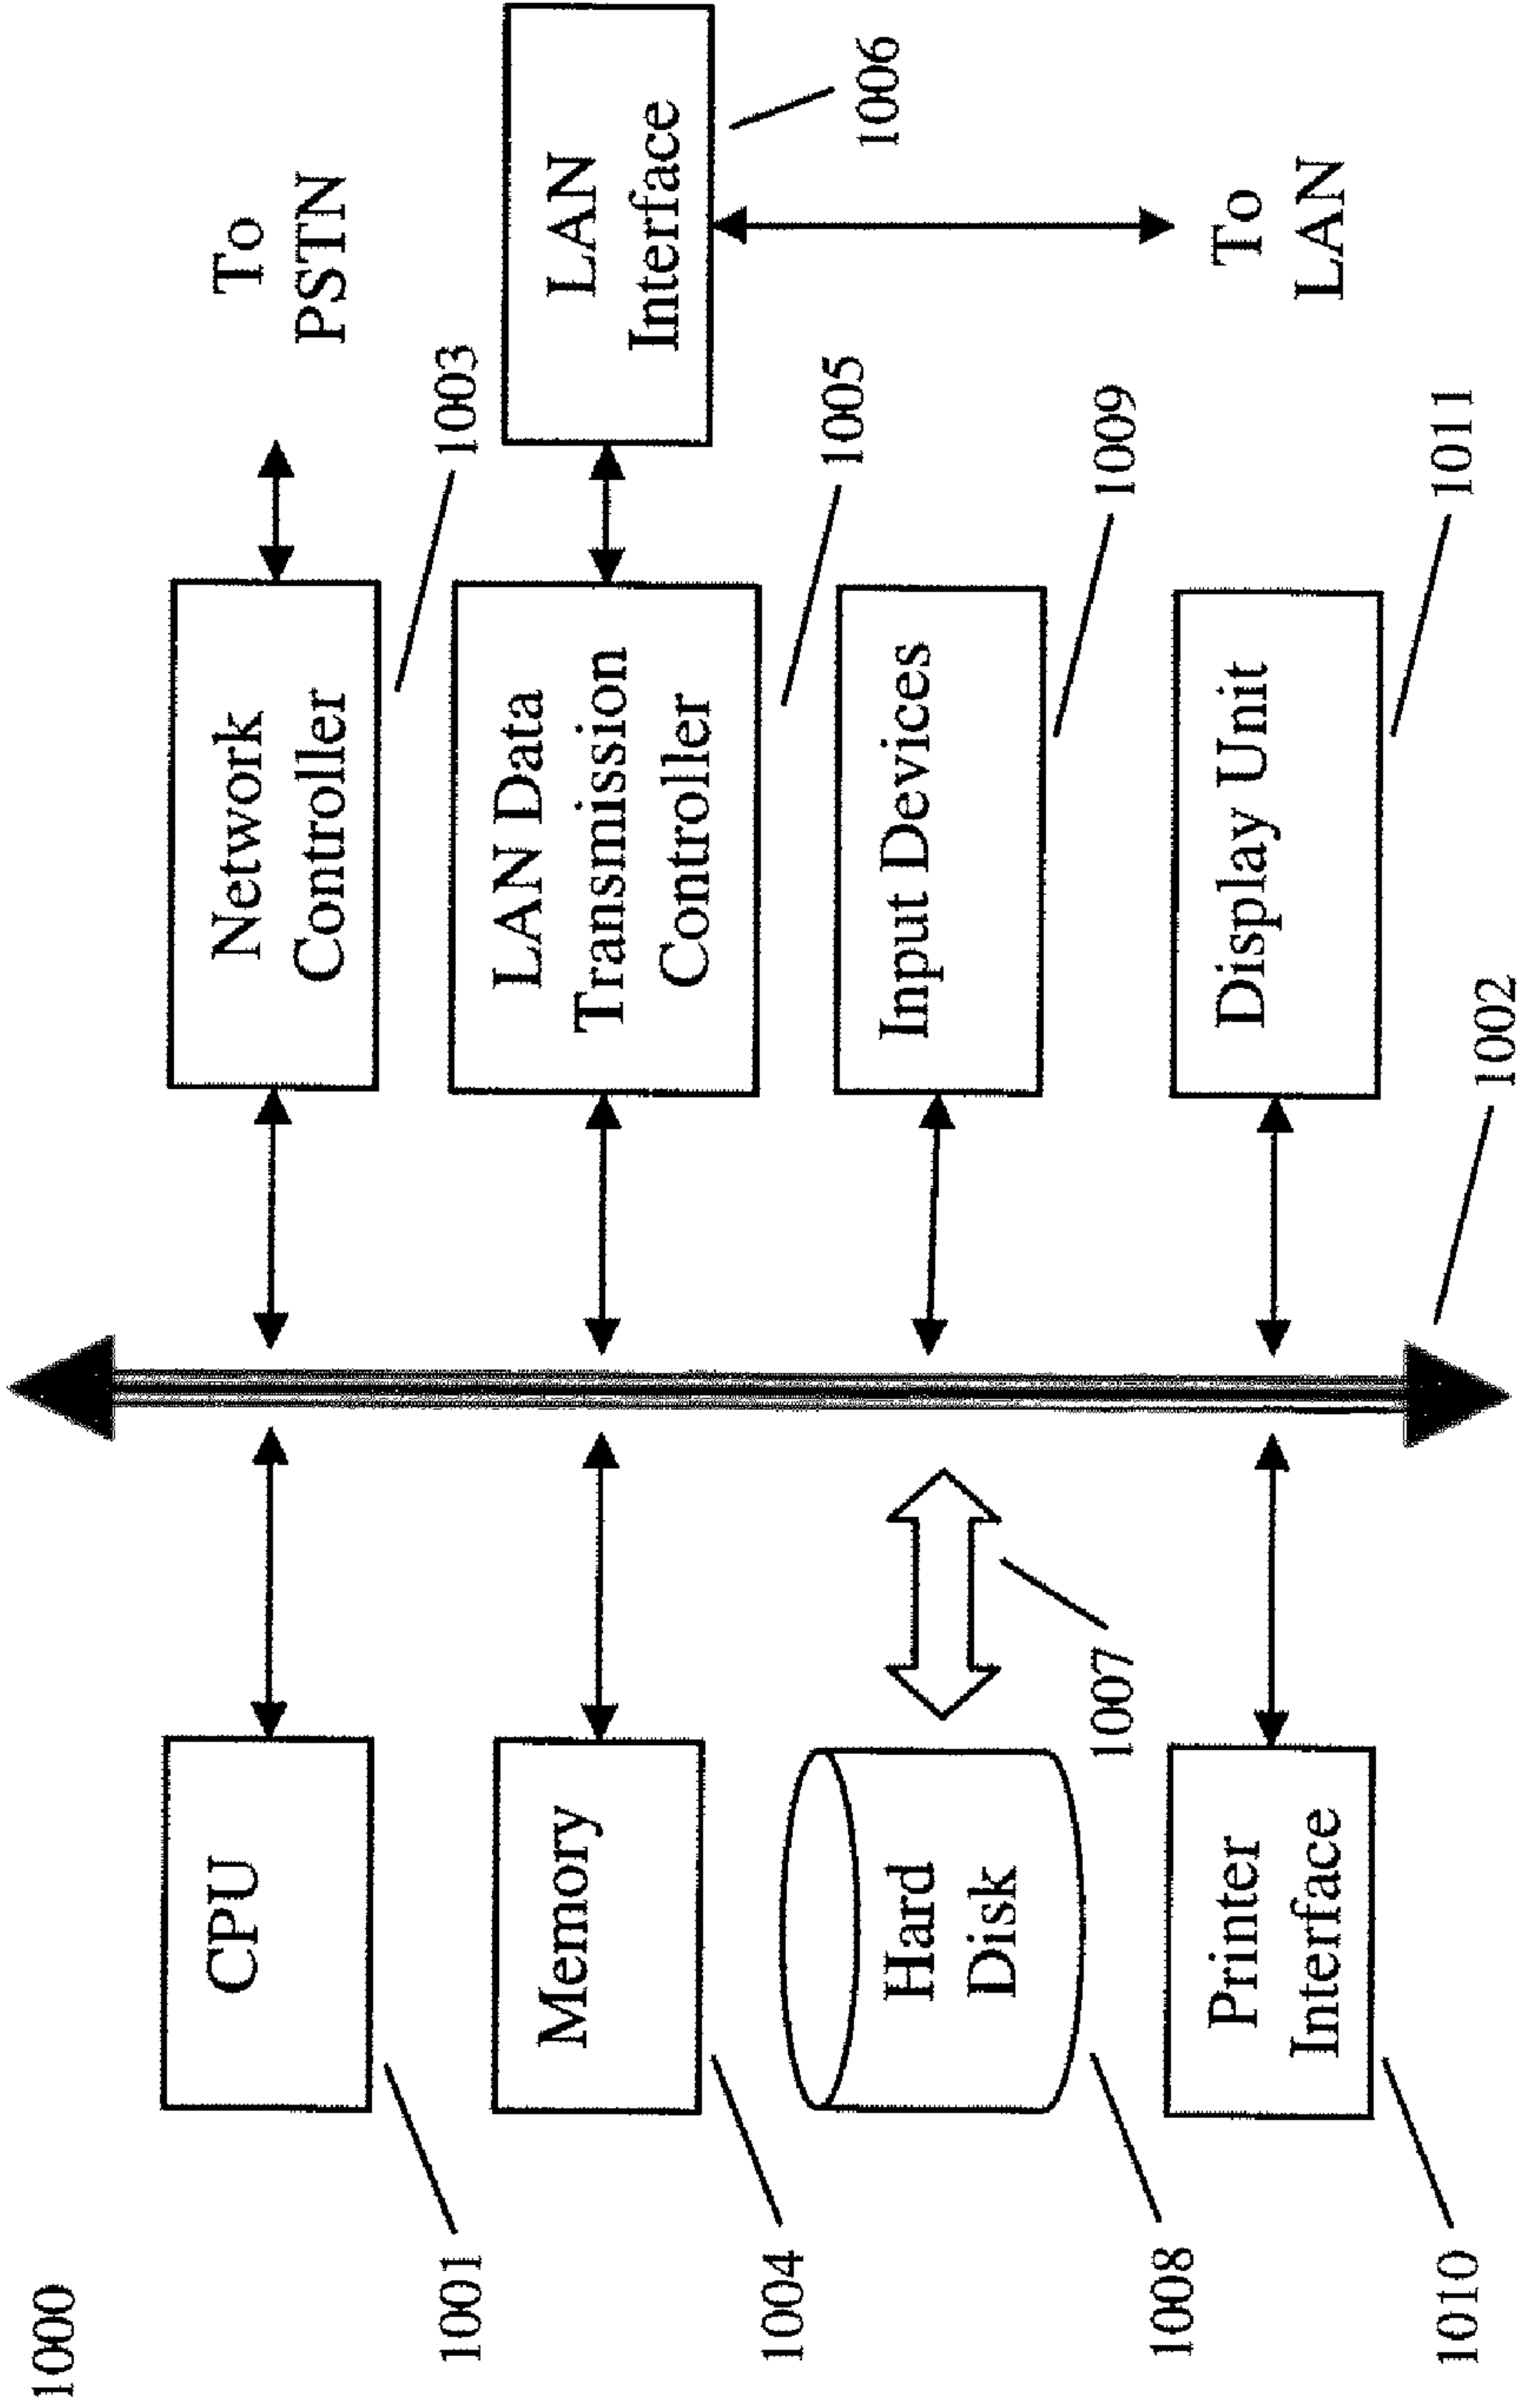 1000
CPU
1001
Network
Controller
1003
To
PSTN
Memory
1004
LAN Data
Transmission
Controller
1005
LAN
Interface
1006
Hard
Disk
1008
1007
Input Devices
1009
To
LAN
Printer
Interface
1010
Display Unit
1011
1002